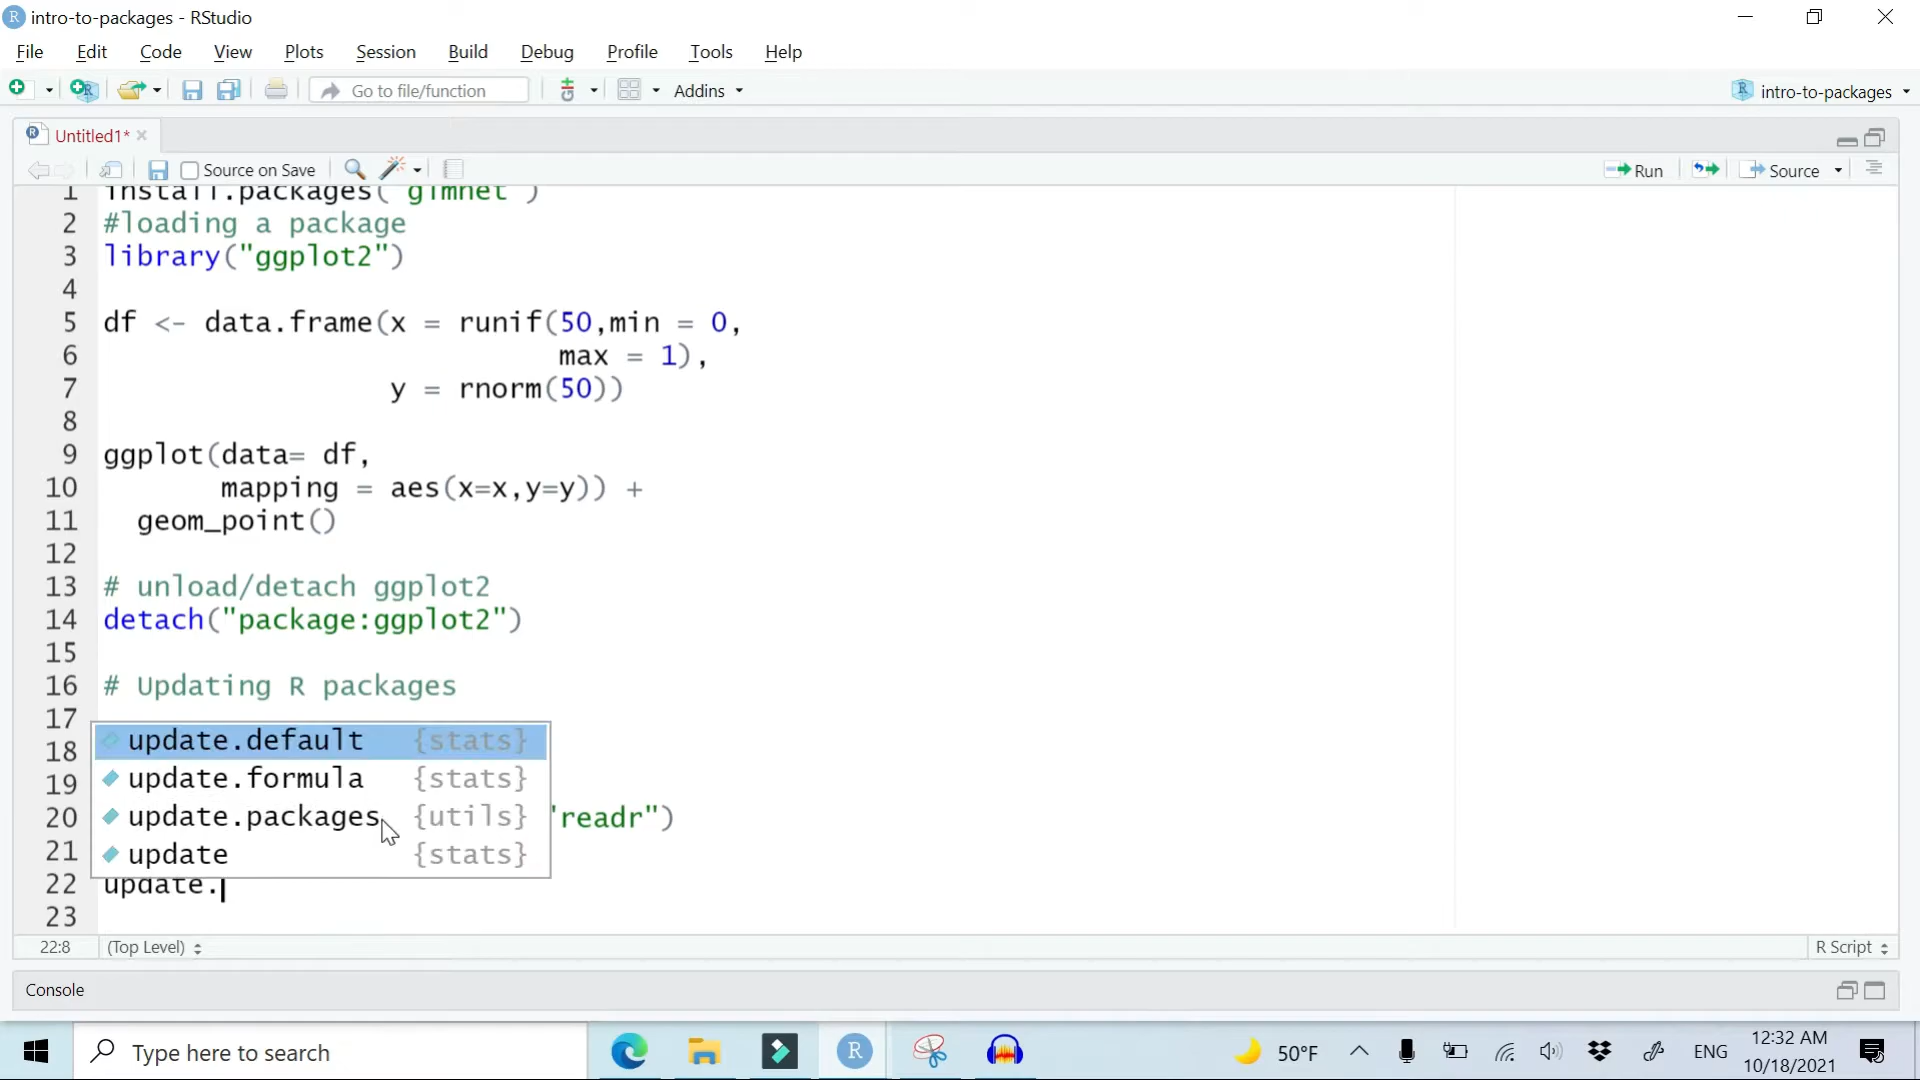 intro-to-packages - RStudio
File Edit Code View Plots Session Build Debug Profile Tools Help
Go to file/function Addins intro-to-packages
Untitled1*
Source on Save Run Source
1 install.packages("glmnet")
2 #loading a package
3 library("ggplot2")
4
5 df <- data.frame(x = runif(50,min = 0,
6 max = 1),
7 y = rnorm(50))
8
9 ggplot(data= df,
10 mapping = aes(x=x,y=y)) +
11 geom_point()
12
13 # unload/detach ggplot2
14 detach("package:ggplot2")
15
16 # Updating R packages
17
18 update.default {stats}
19 update.formula {stats}
20 update.packages {utils} "readr")
21 update {stats}
22 update.
23
22:8 (Top Level) R Script
Console
Type here to search R 50°F ENG 12:32 AM
10/18/2021